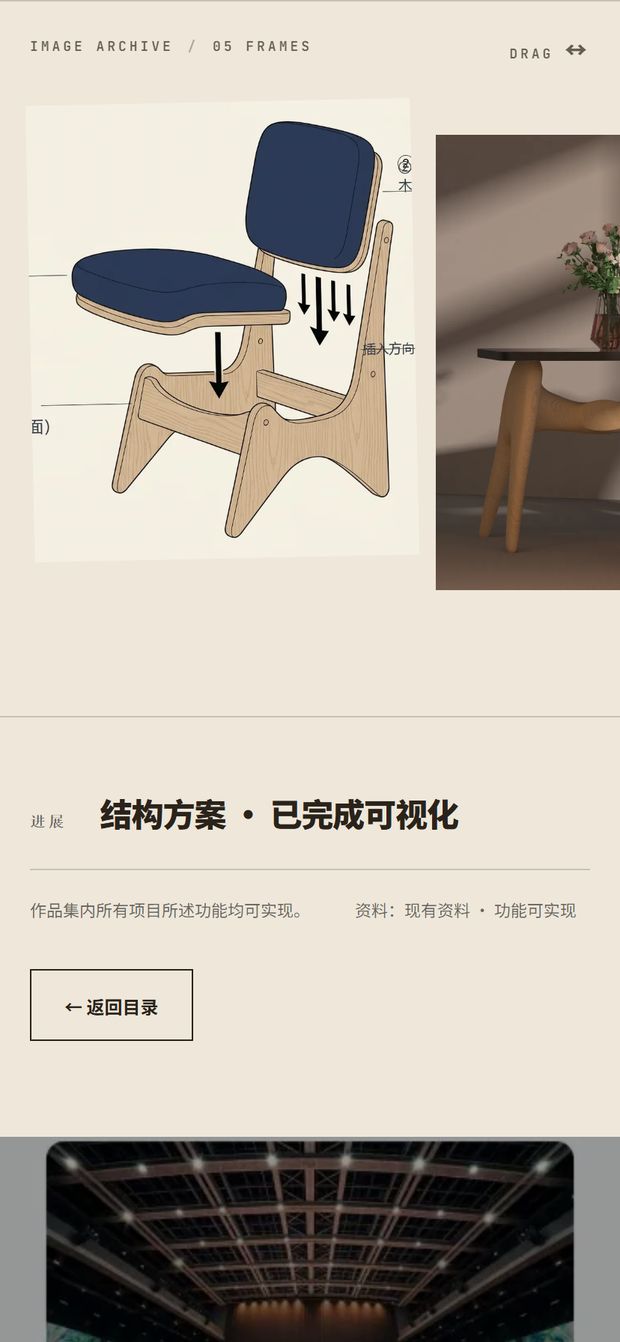 IMAGE ARCHIVE / 05 FRAMES
DRAG ↔
②
木
插入方向
面）
进展
结构方案 · 已完成可视化
作品集内所有项目所述功能均可实现。
资料：现有资料 · 功能可实现
← 返回目录